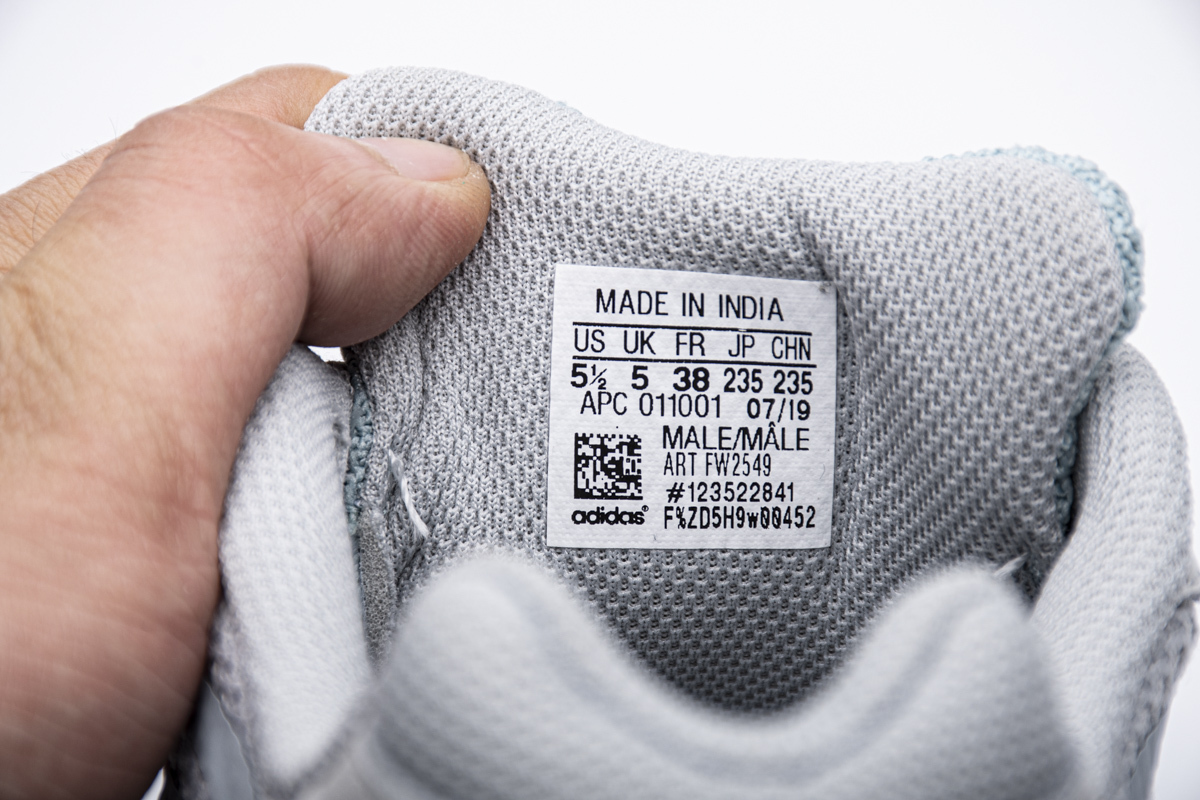 MADE IN INDIA
US UK FR JP CHN
5½ 5 38 235 235
APC 011001 07/19
MALE/MÂLE
ART FW2549
#123522841
adidas® F%ZD5H9w00452